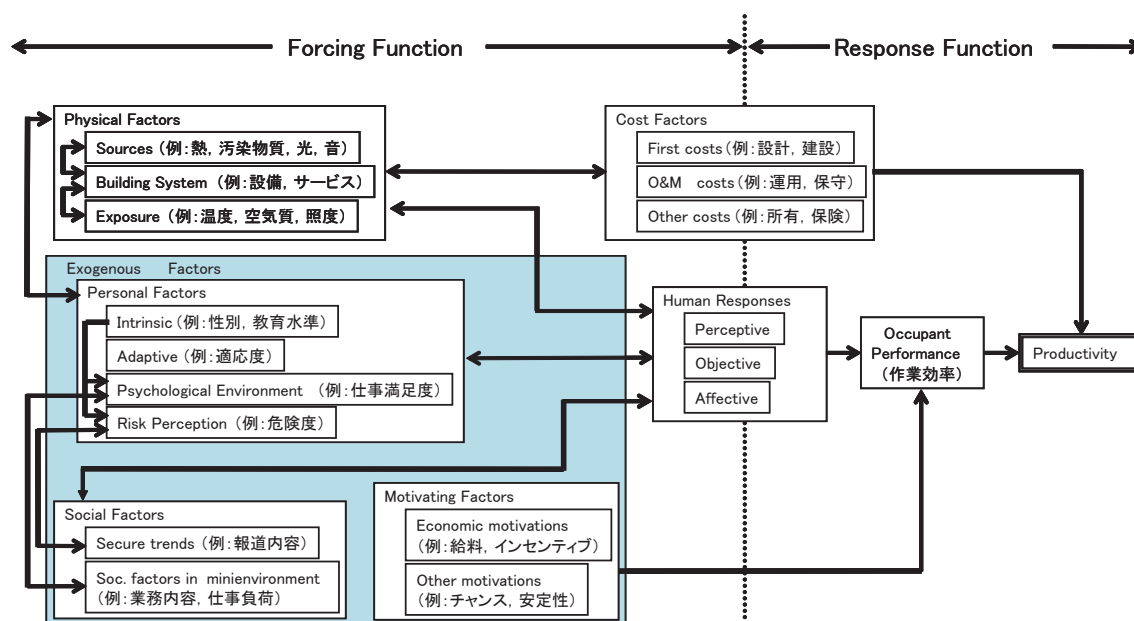 Forcing Function
Response Function
Physical Factors
Sources (例：熱, 汚染物質, 光, 音)
Building System (例：設備, サービス)
Exposure (例：温度, 空気質, 照度)
Cost Factors
First costs (例：設計, 建設)
O&M costs (例：運用, 保守)
Other costs (例：所有, 保険)
Exogenous Factors
Personal Factors
Intrinsic (例：性別, 教育水準)
Adaptive (例：適応度)
Psychological Environment (例：仕事満足度)
Risk Perception (例：危険度)
Human Responses
Perceptive
Objective
Affective
Occupant
Performance
（作業効率）
Productivity
Social Factors
Secure trends (例：報道内容)
Soc. factors in minienvironment
(例：業務内容, 仕事負荷)
Motivating Factors
Economic motivations
(例：給料, インセンティブ)
Other motivations
(例：チャンス, 安定性)